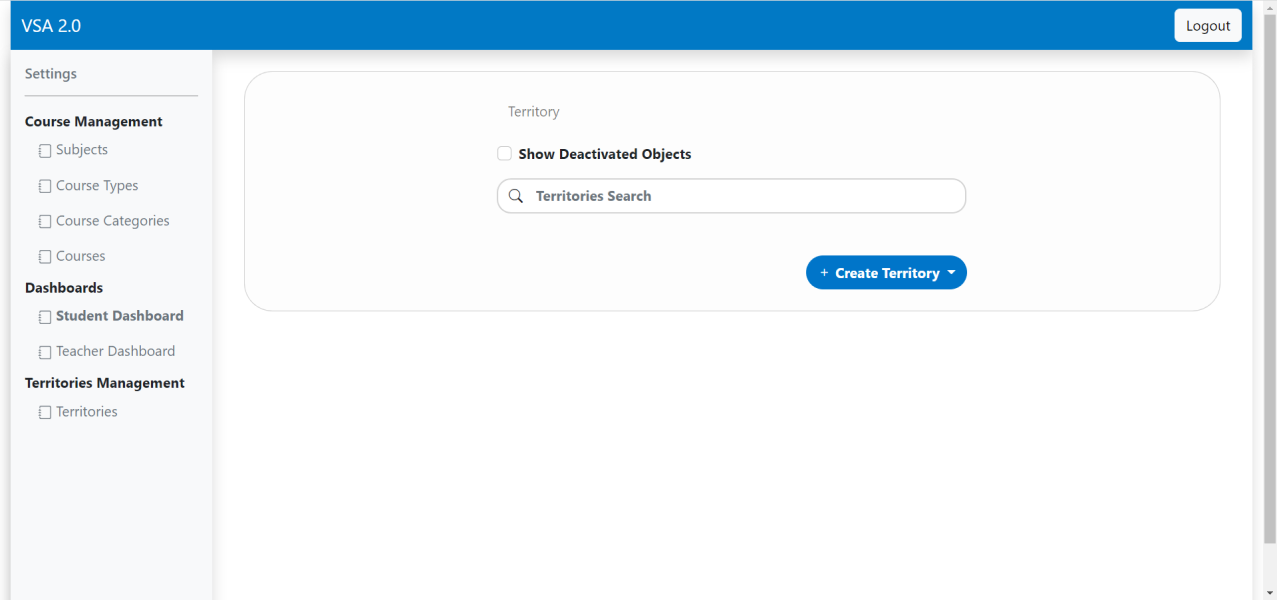 VSA 2.0
Logout
Settings
Course Management
Subjects
Course Types
Course Categories
Courses
Dashboards
Student Dashboard
Teacher Dashboard
Territories Management
Territories
Territory
Show Deactivated Objects
Territories Search
+ Create Territory